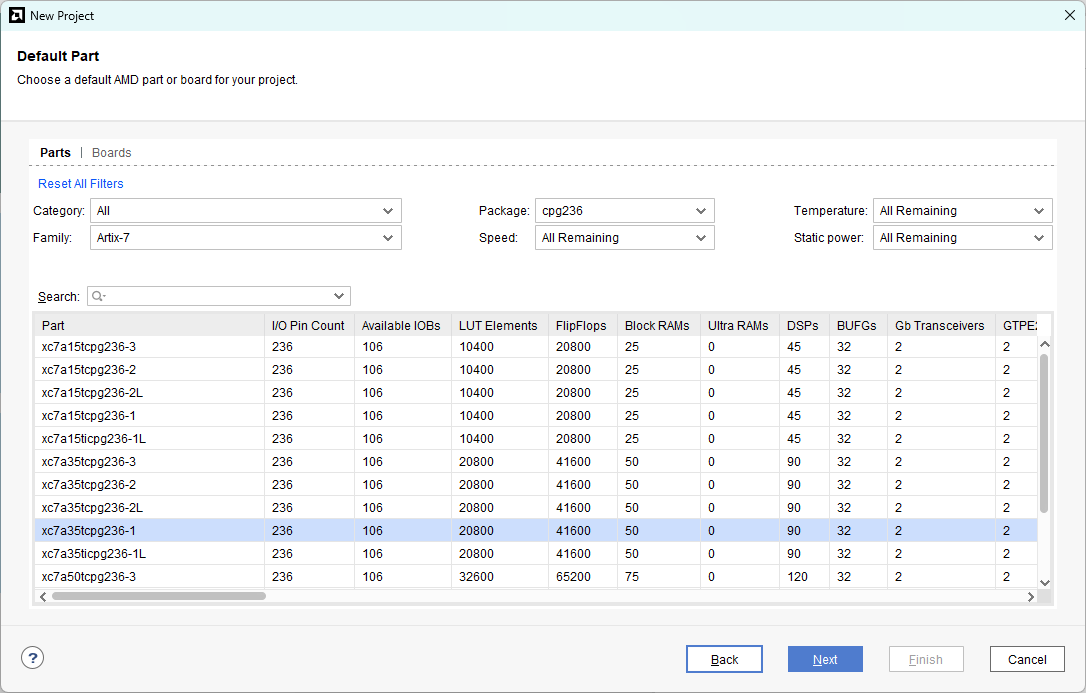 New Project
Default Part
Choose a default AMD part or board for your project.
Parts | Boards
Reset All Filters
Category: All Package: cpg236 Temperature: All Remaining
Family: Artix-7 Speed: All Remaining Static power: All Remaining
Search:
Part I/O Pin Count Available IOBs LUT Elements FlipFlops Block RAMs Ultra RAMs DSPs BUFGs Gb Transceivers GTPE2
xc7a15tcpg236-3 236 106 10400 20800 25 0 45 32 2 2
xc7a15tcpg236-2 236 106 10400 20800 25 0 45 32 2 2
xc7a15tcpg236-2L 236 106 10400 20800 25 0 45 32 2 2
xc7a15tcpg236-1 236 106 10400 20800 25 0 45 32 2 2
xc7a15ticpg236-1L 236 106 10400 20800 25 0 45 32 2 2
xc7a35tcpg236-3 236 106 20800 41600 50 0 90 32 2 2
xc7a35tcpg236-2 236 106 20800 41600 50 0 90 32 2 2
xc7a35tcpg236-2L 236 106 20800 41600 50 0 90 32 2 2
xc7a35tcpg236-1 236 106 20800 41600 50 0 90 32 2 2
xc7a35ticpg236-1L 236 106 20800 41600 50 0 90 32 2 2
xc7a50tcpg236-3 236 106 32600 65200 75 0 120 32 2 2
? Back Next Finish Cancel